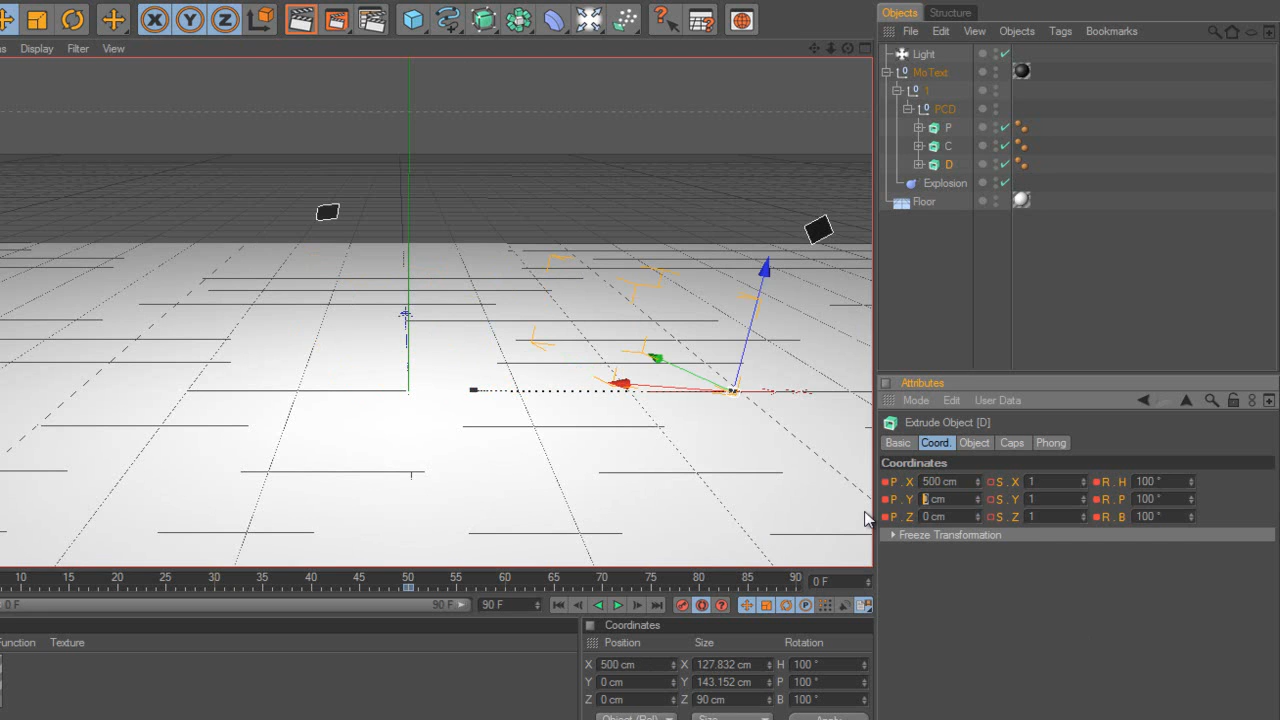 Objects Structure
File Edit View Objects Tags Bookmarks
Display Filter View
Light
MoText
1
PCD
P
C
D
Explosion
Floor
Attributes
Mode Edit User Data
Extrude Object [D]
Basic Coord. Object Caps Phong
Coordinates
P . X 500 cm S . X 1 R . H 100 °
P . Y cm S . Y 1 R . P 100 °
P . Z 0 cm S . Z 1 R . B 100 °
Freeze Transformation
10 15 20 25 30 35 40 45 50 55 60 65 70 75 80 85 90 0 F
0 F 90 F 90 F
Function Texture
Coordinates
Position Size Rotation
X 500 cm X 127.832 cm H 100 °
Y 0 cm Y 143.152 cm P 100 °
Z 0 cm Z 90 cm B 100 °
Object (Rel) Size Apply